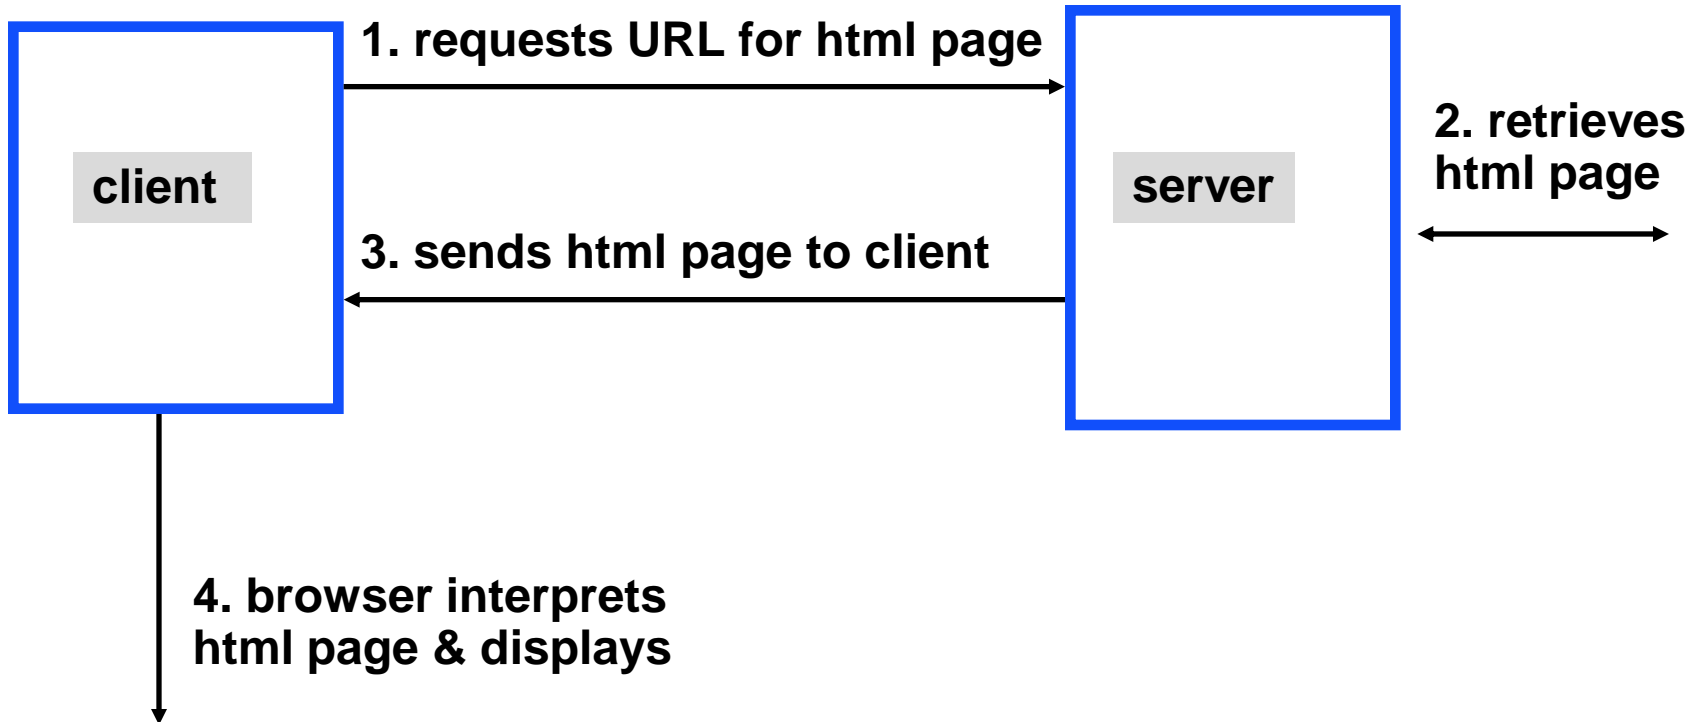 1. requests URL for html page
2. retrieves
html page
client
server
3. sends html page to client
4. browser interprets
html page & displays